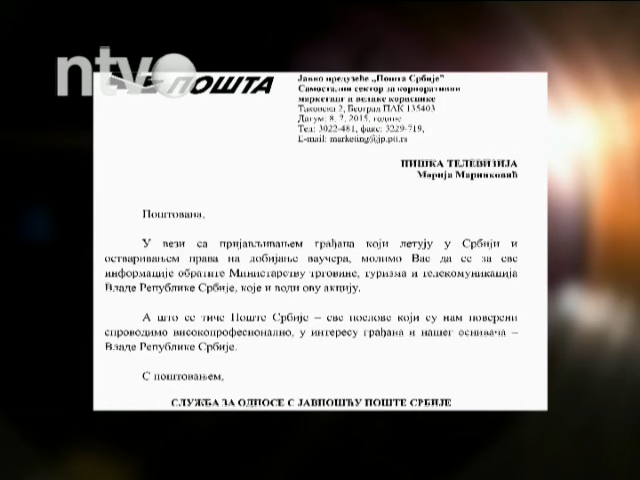 ntv
ПОШТА
Јавно предузеће „Пошта Србије"
Самостални сектор за корпоративни
маркетинг и велике кориснике
Таковска 2, Београд ПАК 135403
Датум: 8. 7. 2015. године
Тел: 3022-481, факс: 3229-719,
E-mail: marketing@jp.ptt.rs
НИШКА ТЕЛЕВИЗИЈА
Марија Маринковић
Поштована,
У вези са пријављивањем грађана који летују у Србији и
остваривањем права на добијање ваучера, молимо Вас да се за све
информације обратите Министарству трговине, туризма и телекомуникација
Владе Републике Србије, које и води ову акцију.
А што се тиче Поште Србије – све послове који су нам поверени
спроводимо високопрофесионално, у интересу грађана и нашег оснивача –
Владе Републике Србије.
С поштовањем,
СЛУЖБА ЗА ОДНОСЕ С ЈАВНОШЋУ ПОШТЕ СРБИЈЕ